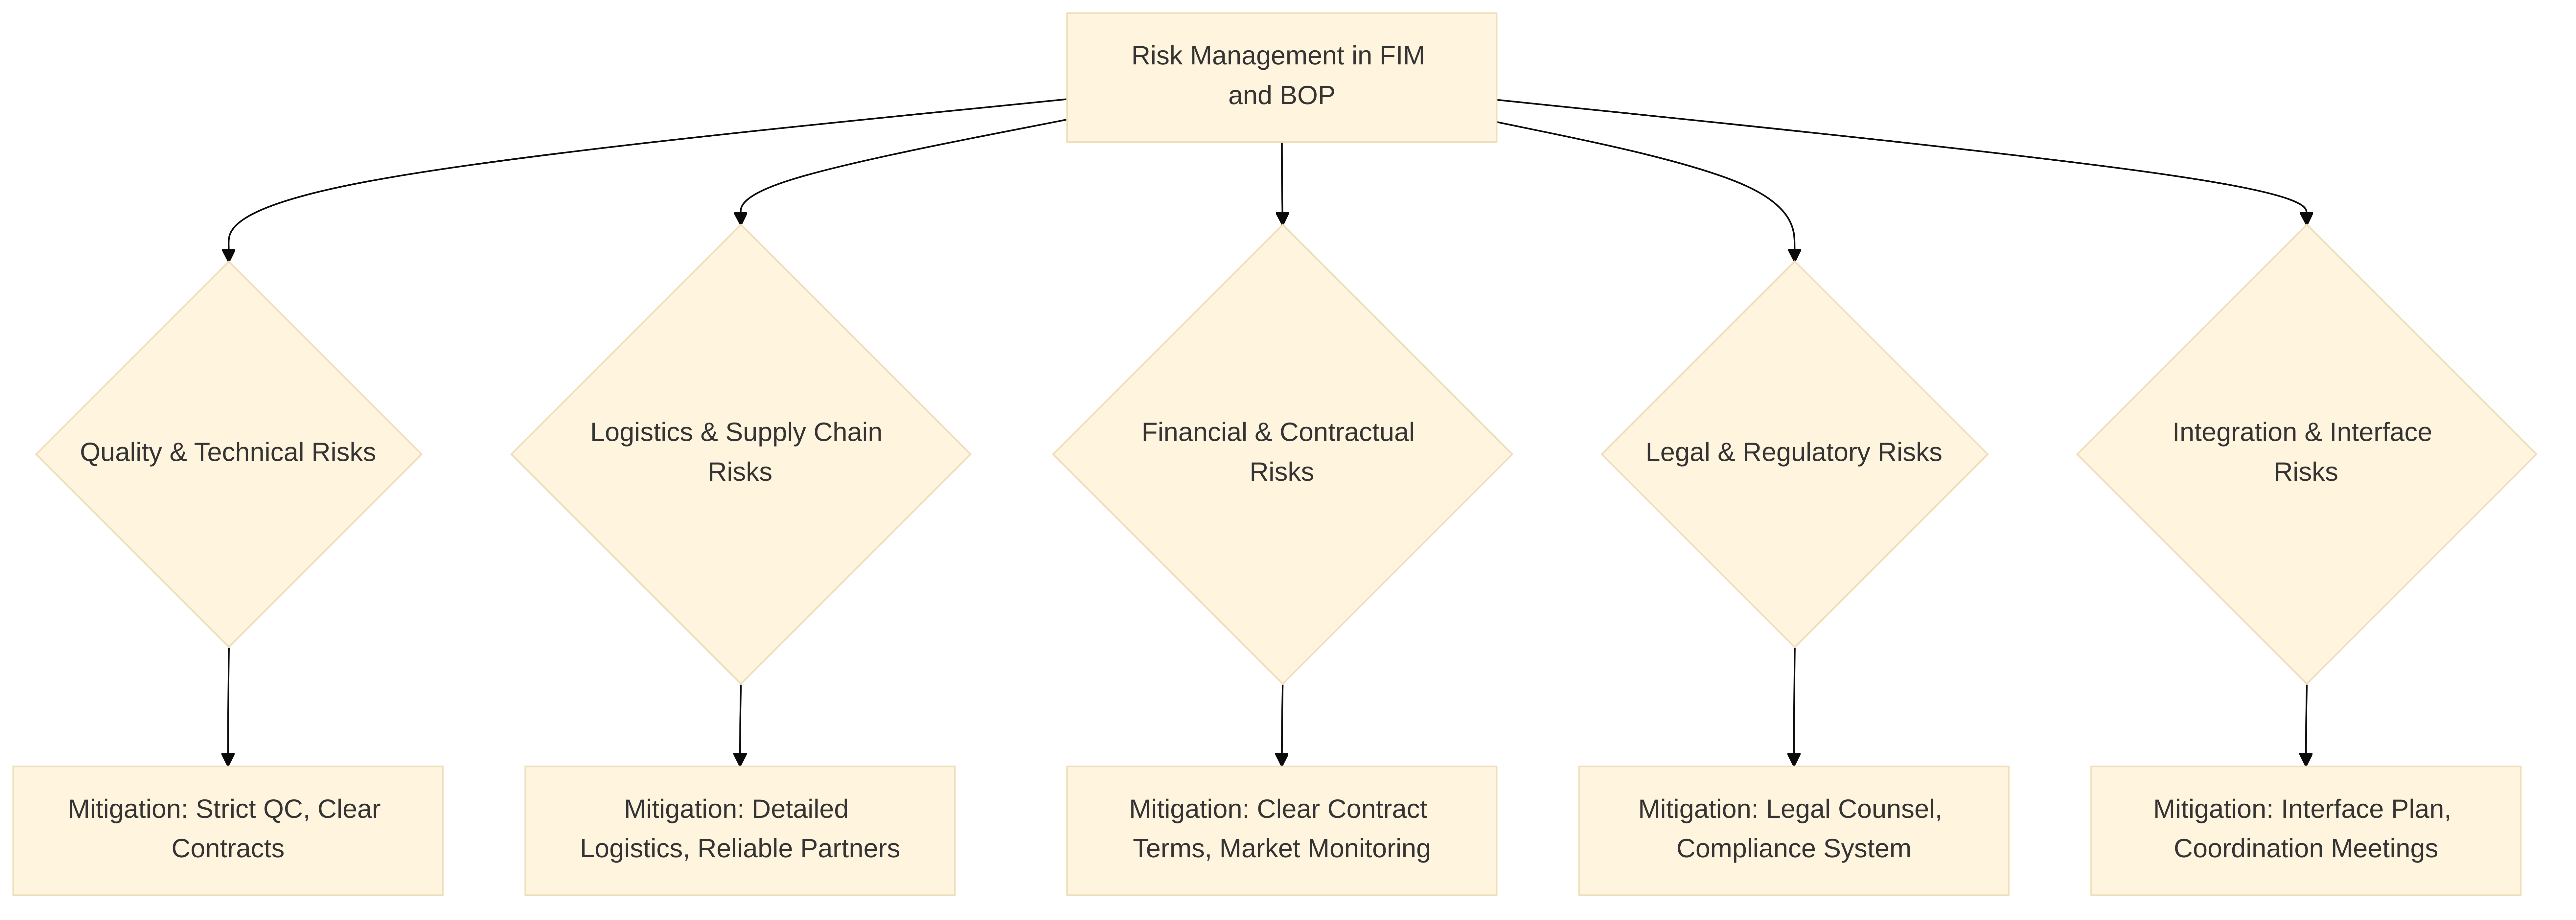 Risk Management in FIM
and BOP
Quality & Technical Risks
Logistics & Supply Chain
Risks
Financial & Contractual
Risks
Legal & Regulatory Risks
Integration & Interface
Risks
Mitigation: Strict QC, Clear
Contracts
Mitigation: Detailed
Logistics, Reliable Partners
Mitigation: Clear Contract
Terms, Market Monitoring
Mitigation: Legal Counsel,
Compliance System
Mitigation: Interface Plan,
Coordination Meetings